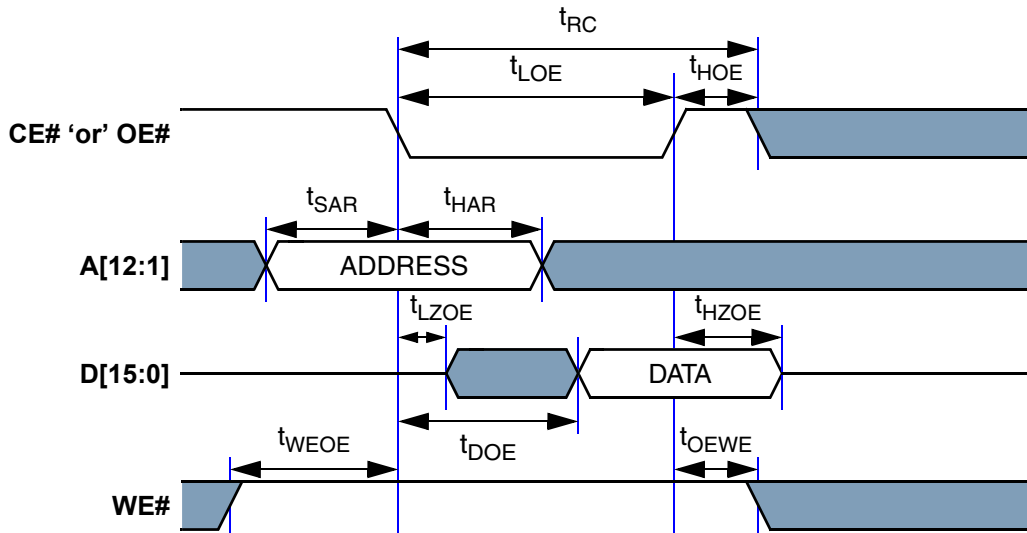 tRC
tLOE tHOE
CE# ‘or’ OE#
tSAR tHAR
A[12:1] ADDRESS
tLZOE tHZOE
D[15:0] DATA
tWEOE tDOE tOEWE
WE#